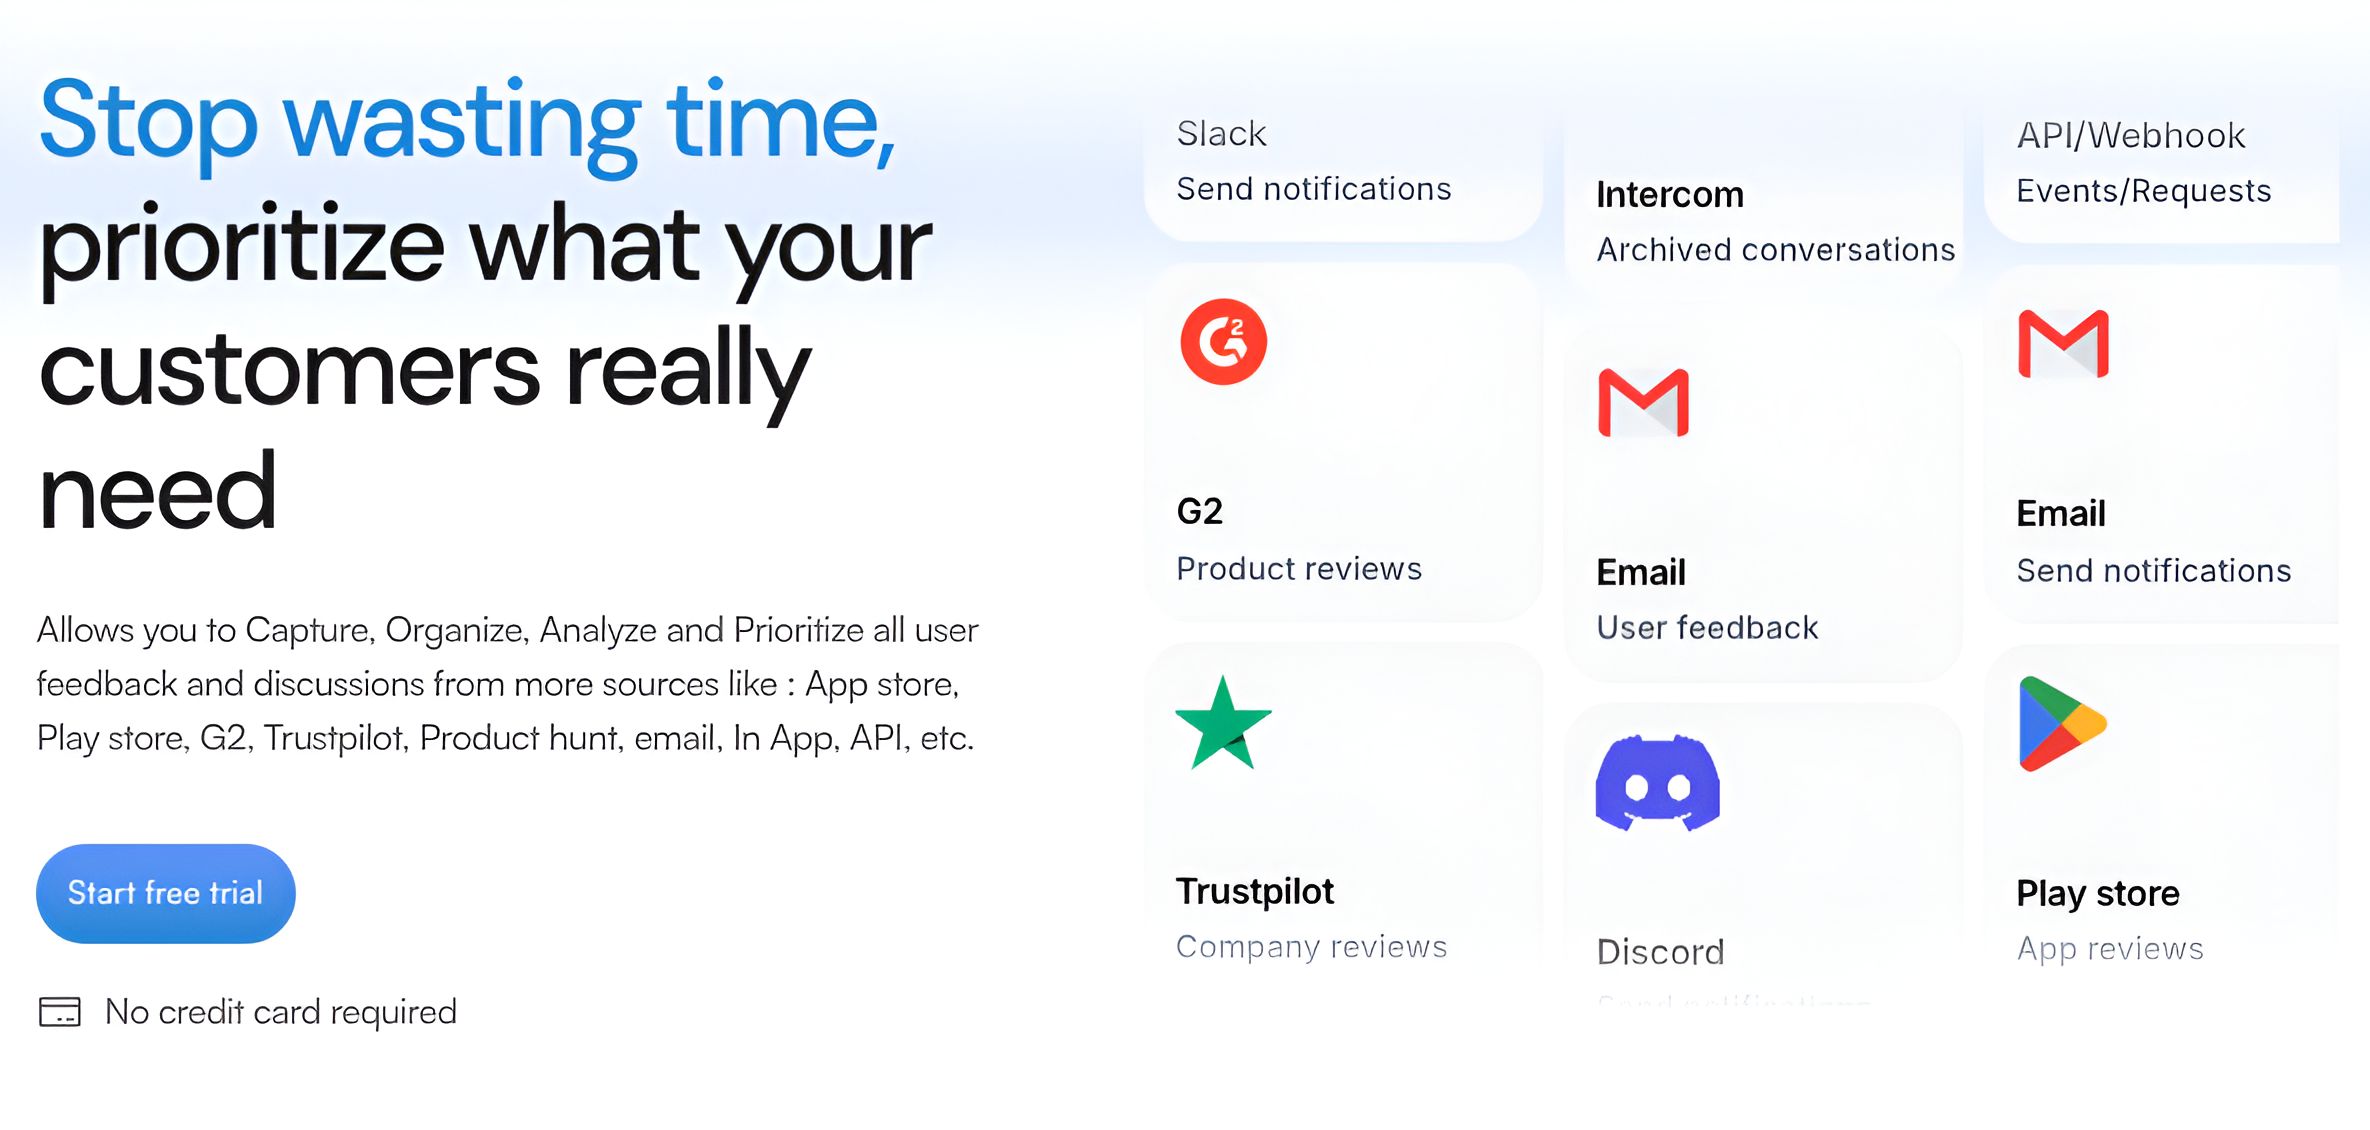 Stop wasting time,
prioritize what your
customers really
need
Allows you to Capture, Organize, Analyze and Prioritize all user
feedback and discussions from more sources like : App store,
Play store, G2, Trustpilot, Product hunt, email, In App, API, etc.
Start free trial
No credit card required
Slack
Send notifications
G2
Product reviews
Trustpilot
Company reviews
Intercom
Archived conversations
Email
User feedback
Discord
Send notifications
API/Webhook
Events/Requests
Email
Send notifications
Play store
App reviews